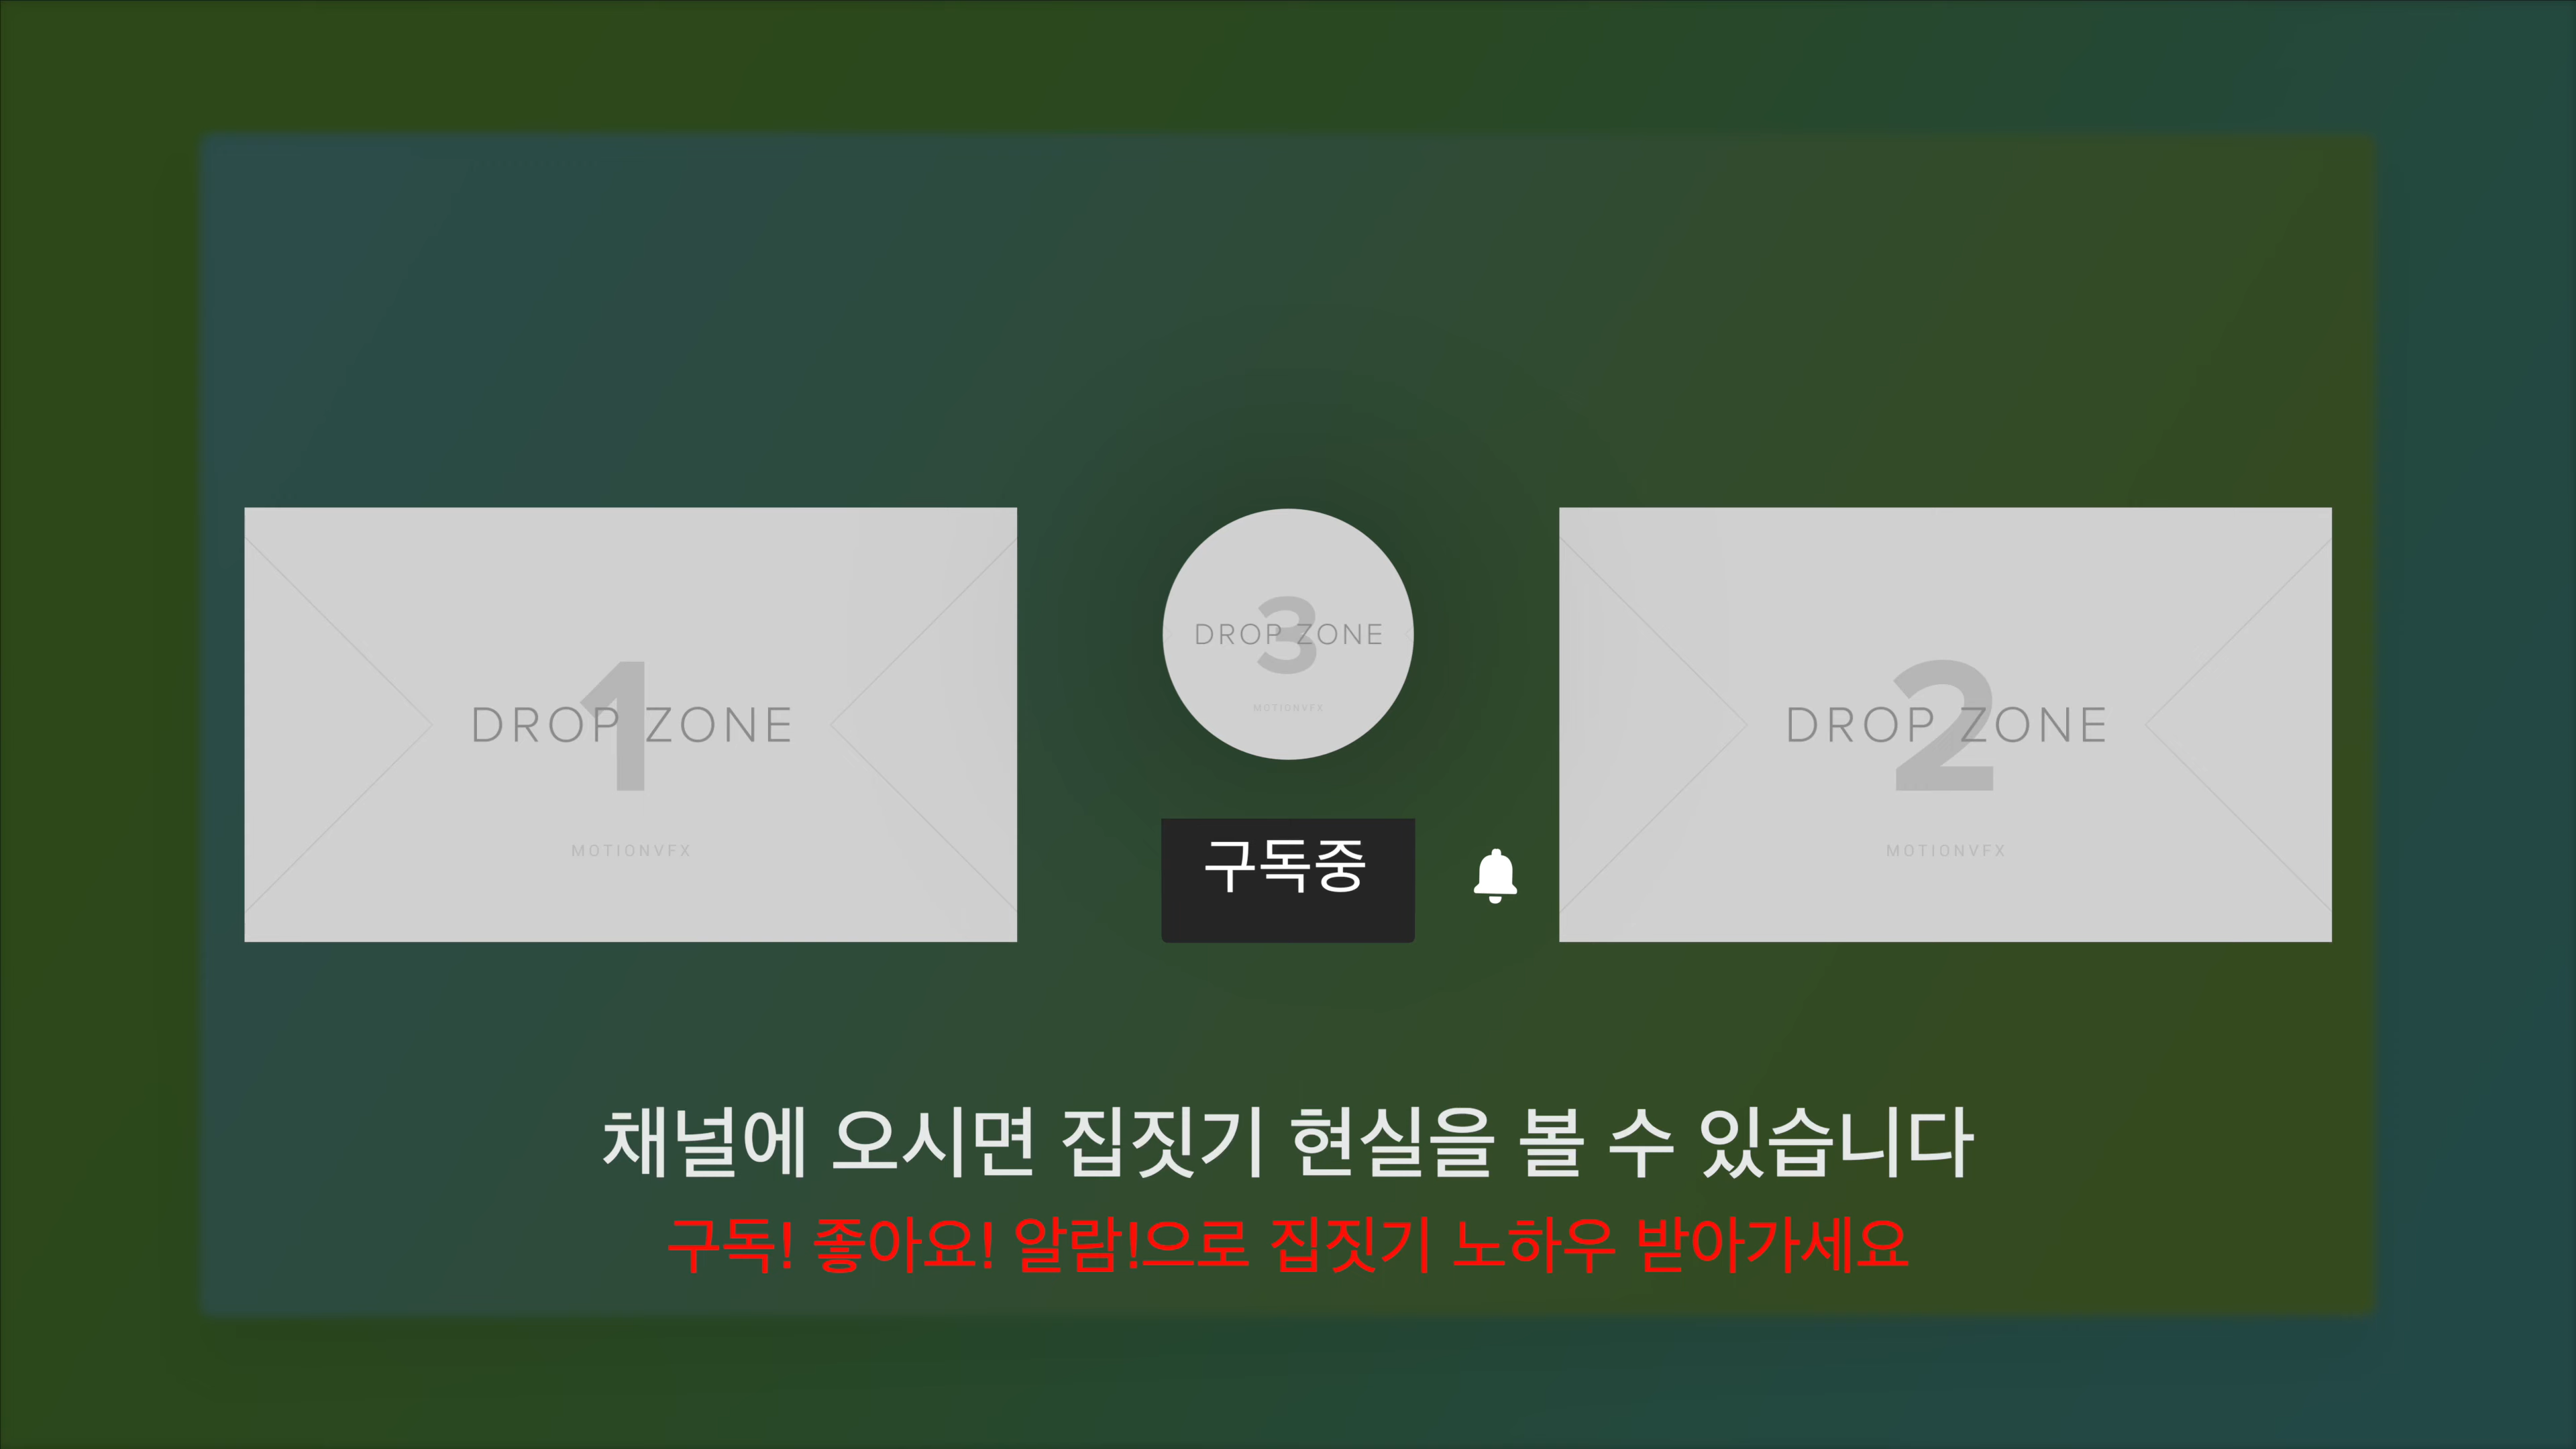 DROP ZONE
1
MOTIONVFX
DROP ZONE
3
MOTIONVFX
DROP ZONE
2
MOTIONVFX
구독중
채널에 오시면 집짓기 현실을 볼 수 있습니다
구독! 좋아요! 알람!으로 집짓기 노하우 받아가세요